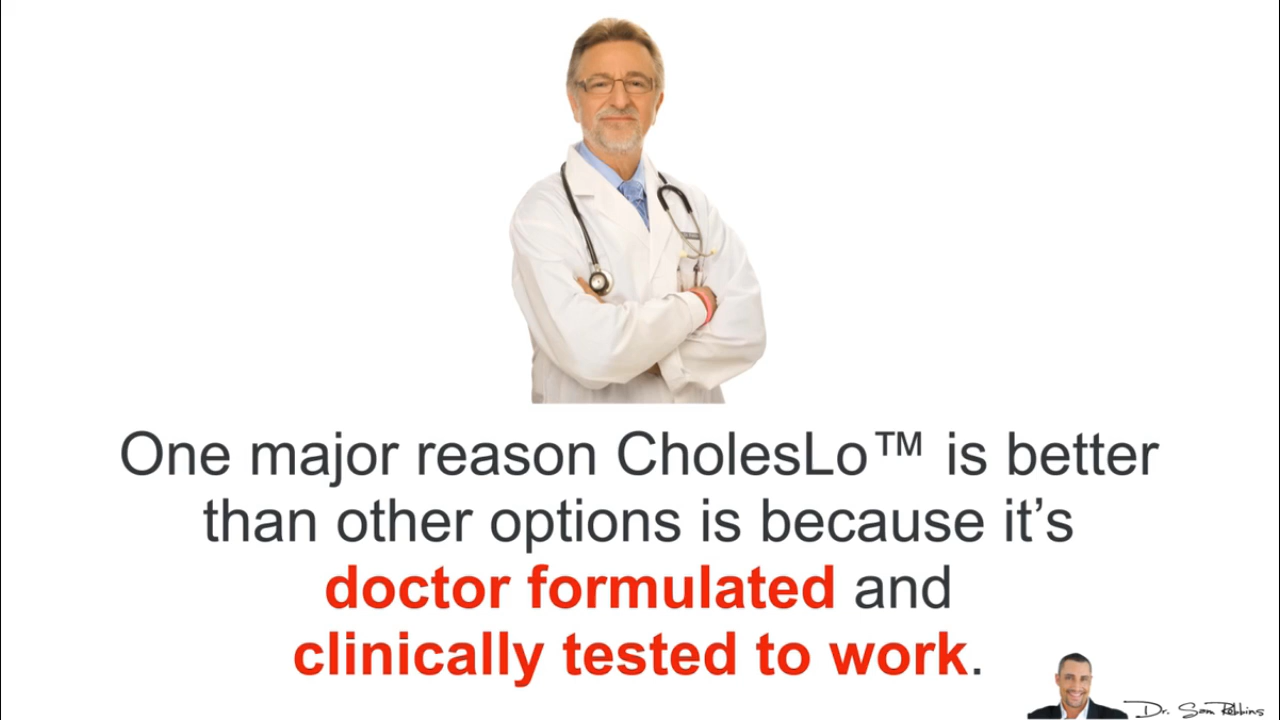 One major reason CholesLo™ is better
than other options is because it’s
doctor formulated and
clinically tested to work.
Dr. Sam Robbins